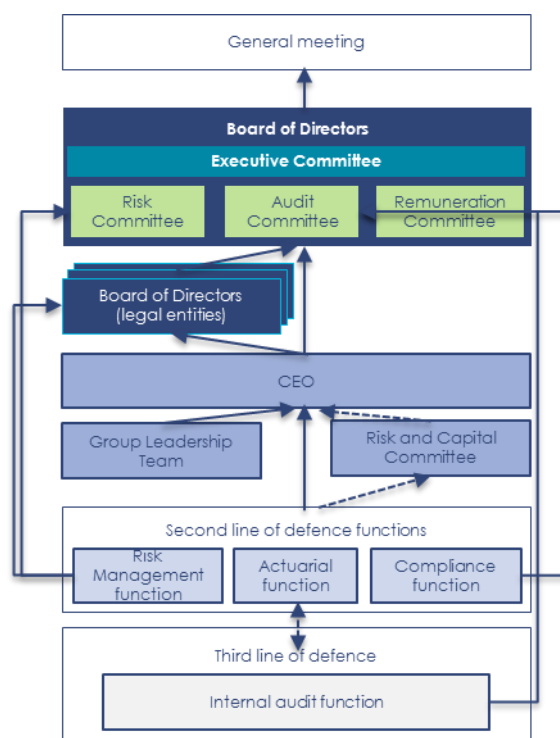 General meeting
Board of Directors
Executive Committee
Risk
Committee
Audit
Committee
Remuneration
Committee
Board of Directors
(legal entities)
CEO
Group Leadership
Team
Risk and Capital
Committee
Second line of defence functions
Risk
Management
function
Actuarial
function
Compliance
function
Third line of defence
Internal audit function